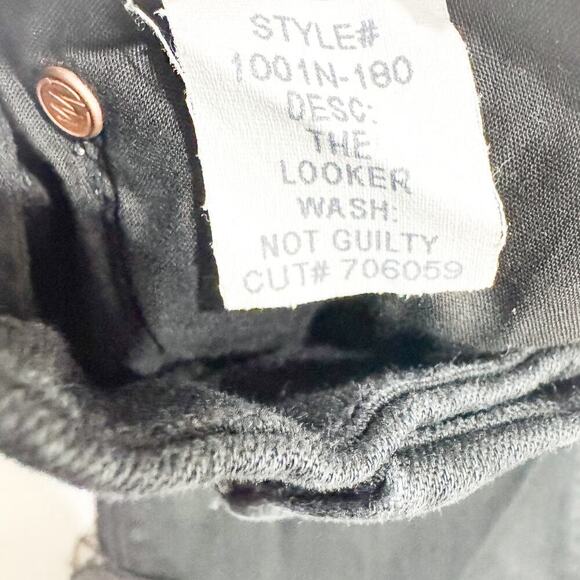 STYLE#
1001N-180
DESC:
THE
LOOKER
WASH:
NOT GUILTY
CUT# 706059